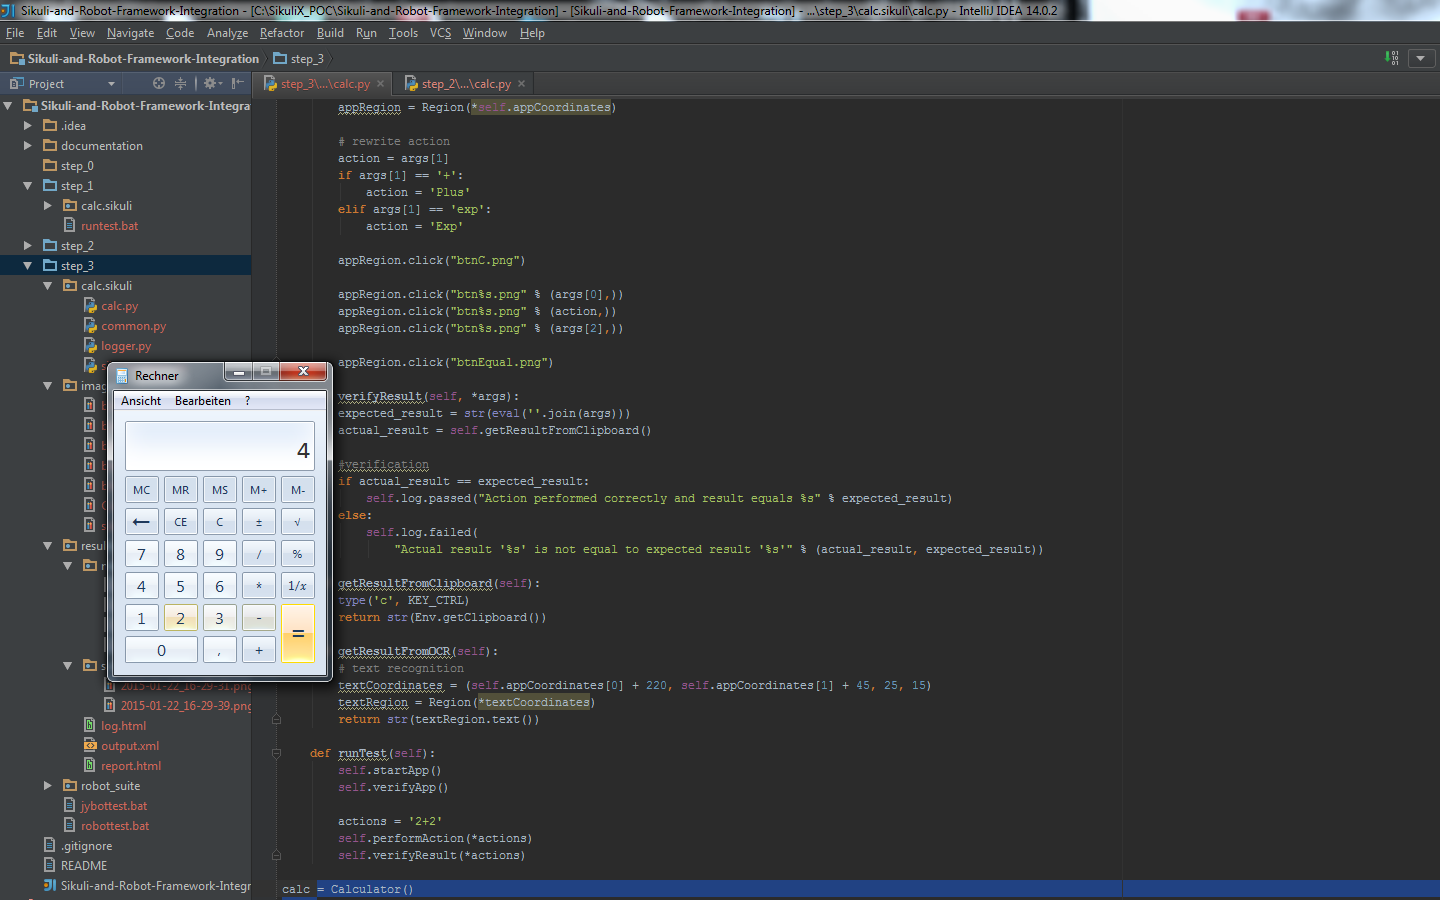 Sikuli-and-Robot-Framework-Integration - [C:\SikuliX_POC\Sikuli-and-Robot-Framework-Integration] - [Sikuli-and-Robot-Framework-Integration] - ...\step_3\calc.sikuli\calc.py - IntelliJ IDEA 14.0.2
File Edit View Navigate Code Analyze Refactor Build Run Tools VCS Window Help
Sikuli-and-Robot-Framework-Integration step_3
Project
step_3\...\calc.py step_2\...\calc.py
Sikuli-and-Robot-Framework-Integra
.idea
documentation
step_0
step_1
calc.sikuli
runtest.bat
step_2
step_3
calc.sikuli
calc.py
common.py
logger.py
s
imag
resu
2015-01-22_16-29-31.png
2015-01-22_16-29-39.png
log.html
output.xml
report.html
robot_suite
jybottest.bat
robottest.bat
.gitignore
README
Sikuli-and-Robot-Framework-Integr
Rechner
Ansicht Bearbeiten ?
4
MC MR MS M+ M-
← CE C ± √
7 8 9 / %
4 5 6 * 1/x
1 2 3 - =
0 , +
appRegion = Region(*self.appCoordinates)
# rewrite action
action = args[1]
if args[1] == '+':
action = 'Plus'
elif args[1] == 'exp':
action = 'Exp'
appRegion.click("btnC.png")
appRegion.click("btn%s.png" % (args[0],))
appRegion.click("btn%s.png" % (action,))
appRegion.click("btn%s.png" % (args[2],))
appRegion.click("btnEqual.png")
verifyResult(self, *args):
expected_result = str(eval(''.join(args)))
actual_result = self.getResultFromClipboard()
#verification
if actual_result == expected_result:
self.log.passed("Action performed correctly and result equals %s" % expected_result)
else:
self.log.failed(
"Actual result '%s' is not equal to expected result '%s'" % (actual_result, expected_result))
getResultFromClipboard(self):
type('c', KEY_CTRL)
return str(Env.getClipboard())
getResultFromOCR(self):
# text recognition
textCoordinates = (self.appCoordinates[0] + 220, self.appCoordinates[1] + 45, 25, 15)
textRegion = Region(*textCoordinates)
return str(textRegion.text())
def runTest(self):
self.startApp()
self.verifyApp()
actions = '2+2'
self.performAction(*actions)
self.verifyResult(*actions)
calc = Calculator()